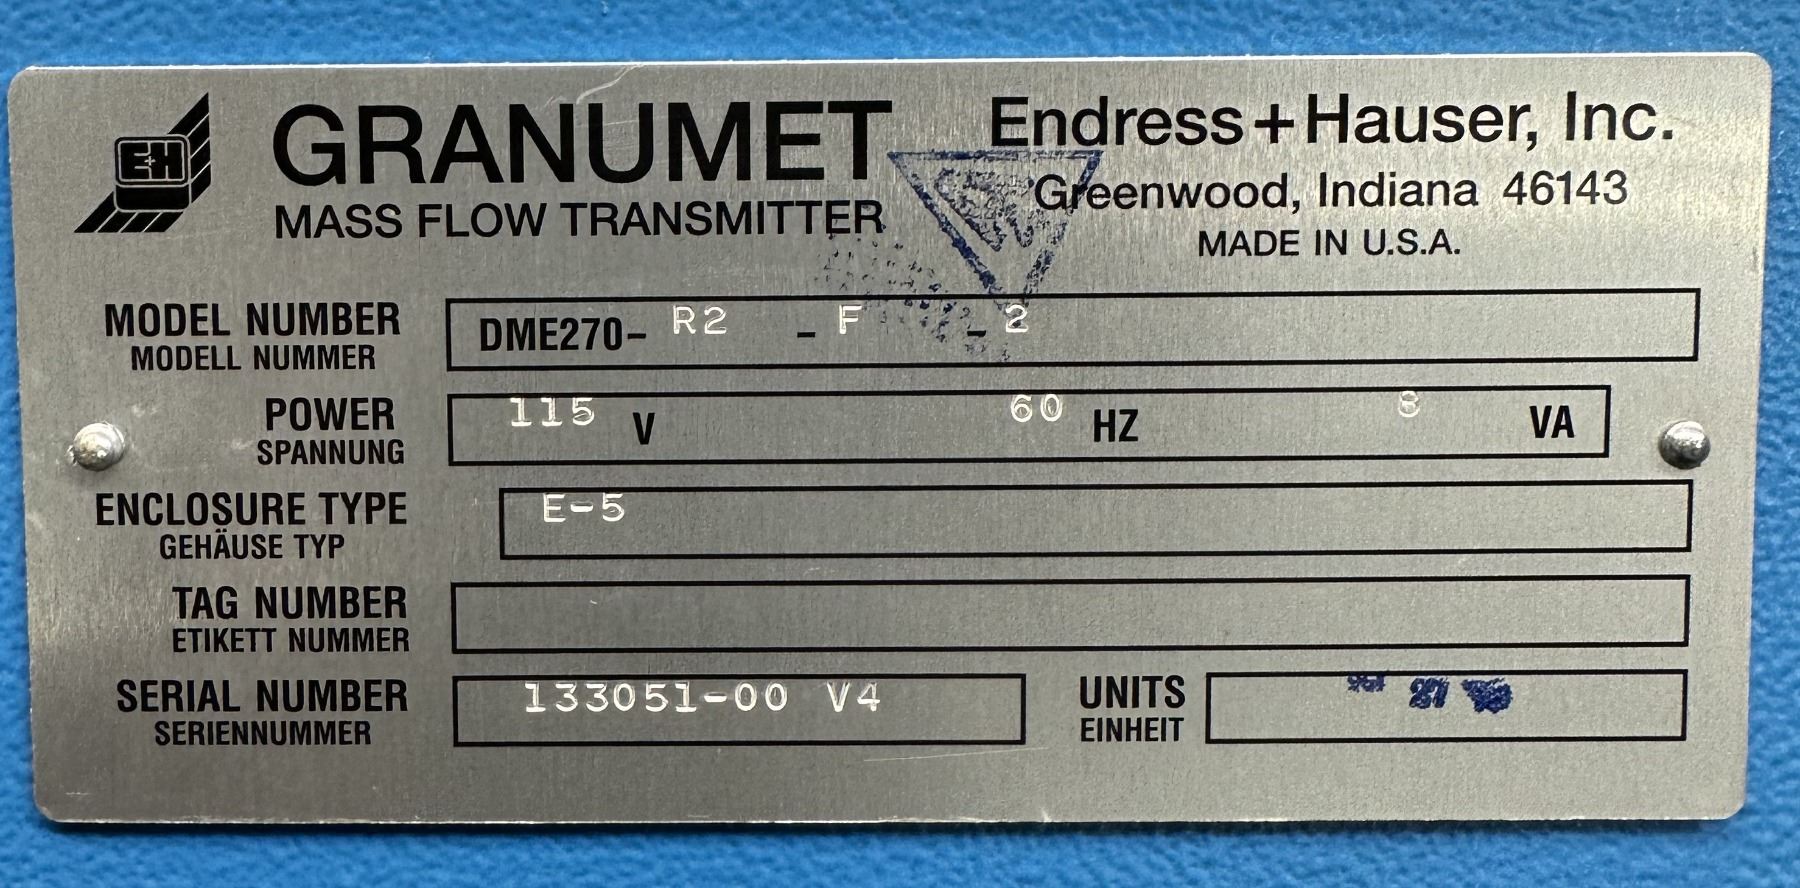 E+H
GRANUMET
MASS FLOW TRANSMITTER
Endress+Hauser, Inc.
Greenwood, Indiana 46143
MADE IN U.S.A.
MODEL NUMBER
MODELL NUMMER
DME270- R2 - F - 2
POWER
SPANNUNG
115 V 60 HZ 8 VA
ENCLOSURE TYPE
GEHÄUSE TYP
E-5
TAG NUMBER
ETIKETT NUMMER
SERIAL NUMBER
SERIENNUMMER
133051-00 V4
UNITS
EINHEIT